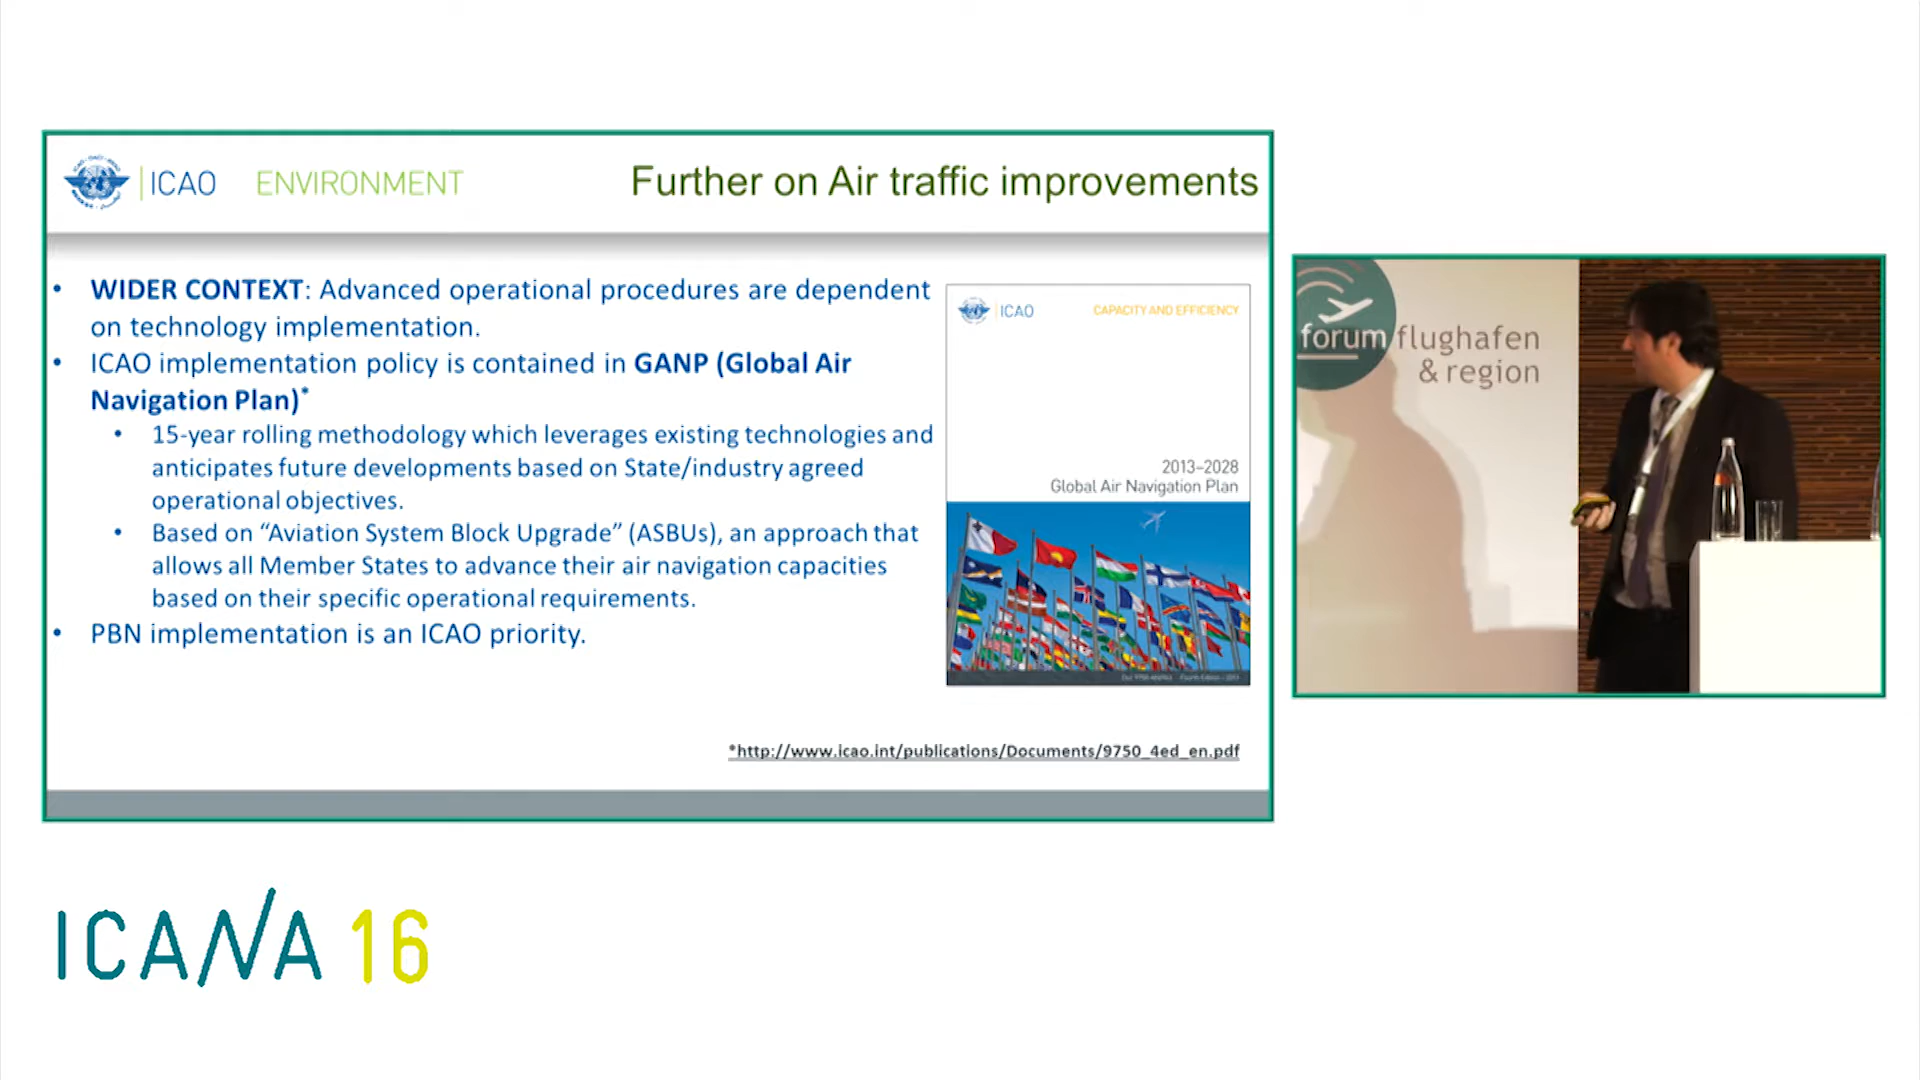 ICAO ENVIRONMENT
Further on Air traffic improvements
• WIDER CONTEXT: Advanced operational procedures are dependent
on technology implementation.
• ICAO implementation policy is contained in GANP (Global Air
Navigation Plan)*
• 15-year rolling methodology which leverages existing technologies and
anticipates future developments based on State/industry agreed
operational objectives.
• Based on “Aviation System Block Upgrade” (ASBUs), an approach that
allows all Member States to advance their air navigation capacities
based on their specific operational requirements.
• PBN implementation is an ICAO priority.
ICAO CAPACITY AND EFFICIENCY
2013–2028
Global Air Navigation Plan
*http://www.icao.int/publications/Documents/9750_4ed_en.pdf
forum flughafen
& region
ICANA 16